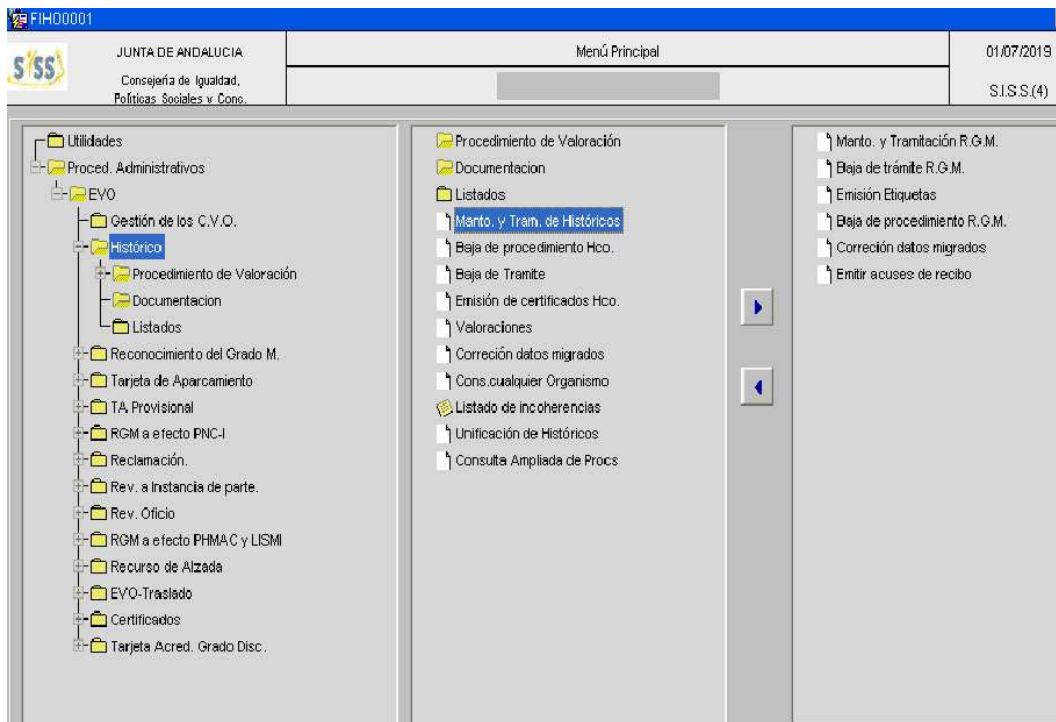 FIHO0001
SISS
JUNTA DE ANDALUCIA
Consejería de Igualdad,
Políticas Sociales y Conc.
Menú Principal
01/07/2019
S.I.S.S.(4)
Utilidades
Proced. Administrativos
EVO
Gestión de los C.V.O.
Histórico
Procedimiento de Valoración
Documentacion
Listados
Reconocimiento del Grado M.
Tarjeta de Aparcamiento
TA Provisional
RGM a efecto PNC-I
Reclamación.
Rev. a Instancia de parte.
Rev. Oficio
RGM a efecto PHMAC y LISMI
Recurso de Alzada
EVO-Traslado
Certificados
Tarjeta Acred. Grado Disc.
Procedimiento de Valoración
Documentacion
Listados
Manto. y Tram. de Históricos
Baja de procedimiento Hco.
Baja de Tramite
Emisión de certificados Hco.
Valoraciones
Correción datos migrados
Cons.cualquier Organismo
Listado de incoherencias
Unificación de Históricos
Consulta Ampliada de Procs
Manto. y Tramitación R.G.M.
Baja de trámite R.G.M.
Emisión Etiquetas
Baja de procedimiento R.G.M.
Correción datos migrados
Emitir acuses de recibo